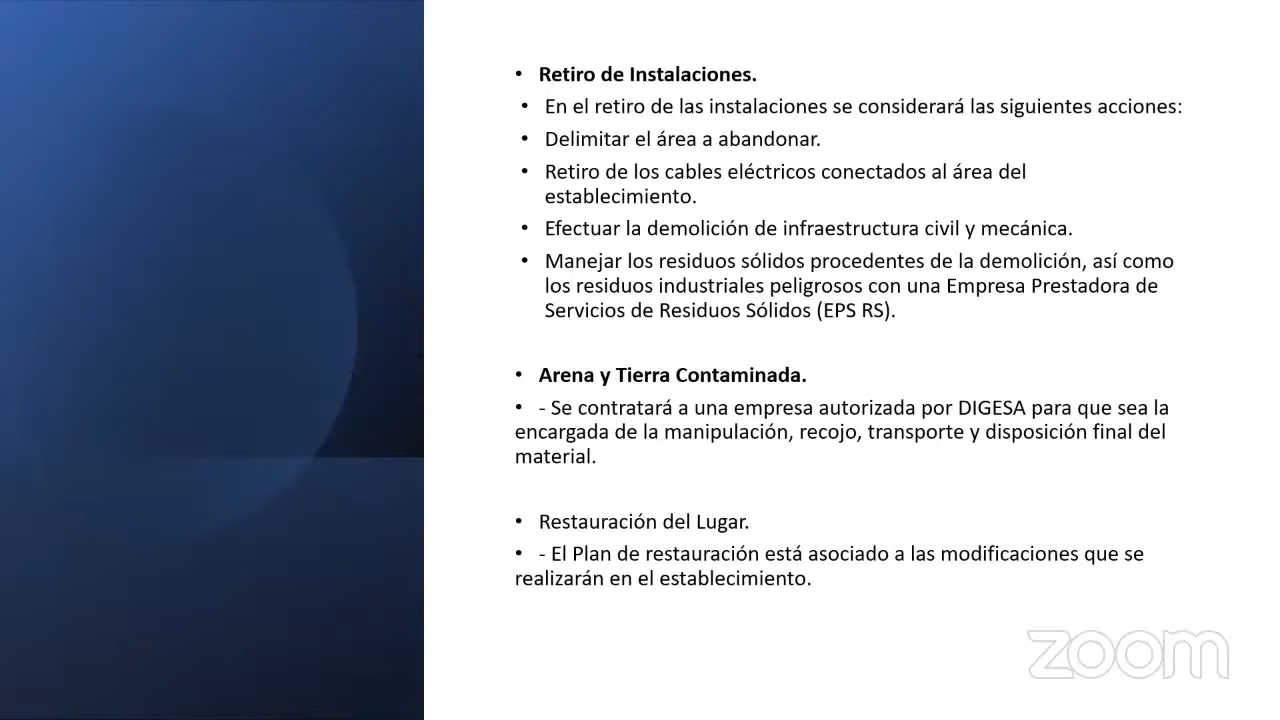 • Retiro de Instalaciones.
• En el retiro de las instalaciones se considerará las siguientes acciones:
• Delimitar el área a abandonar.
• Retiro de los cables eléctricos conectados al área del
establecimiento.
• Efectuar la demolición de infraestructura civil y mecánica.
• Manejar los residuos sólidos procedentes de la demolición, así como
los residuos industriales peligrosos con una Empresa Prestadora de
Servicios de Residuos Sólidos (EPS RS).
• Arena y Tierra Contaminada.
• - Se contratará a una empresa autorizada por DIGESA para que sea la
encargada de la manipulación, recojo, transporte y disposición final del
material.
• Restauración del Lugar.
• - El Plan de restauración está asociado a las modificaciones que se
realizarán en el establecimiento.
zoom